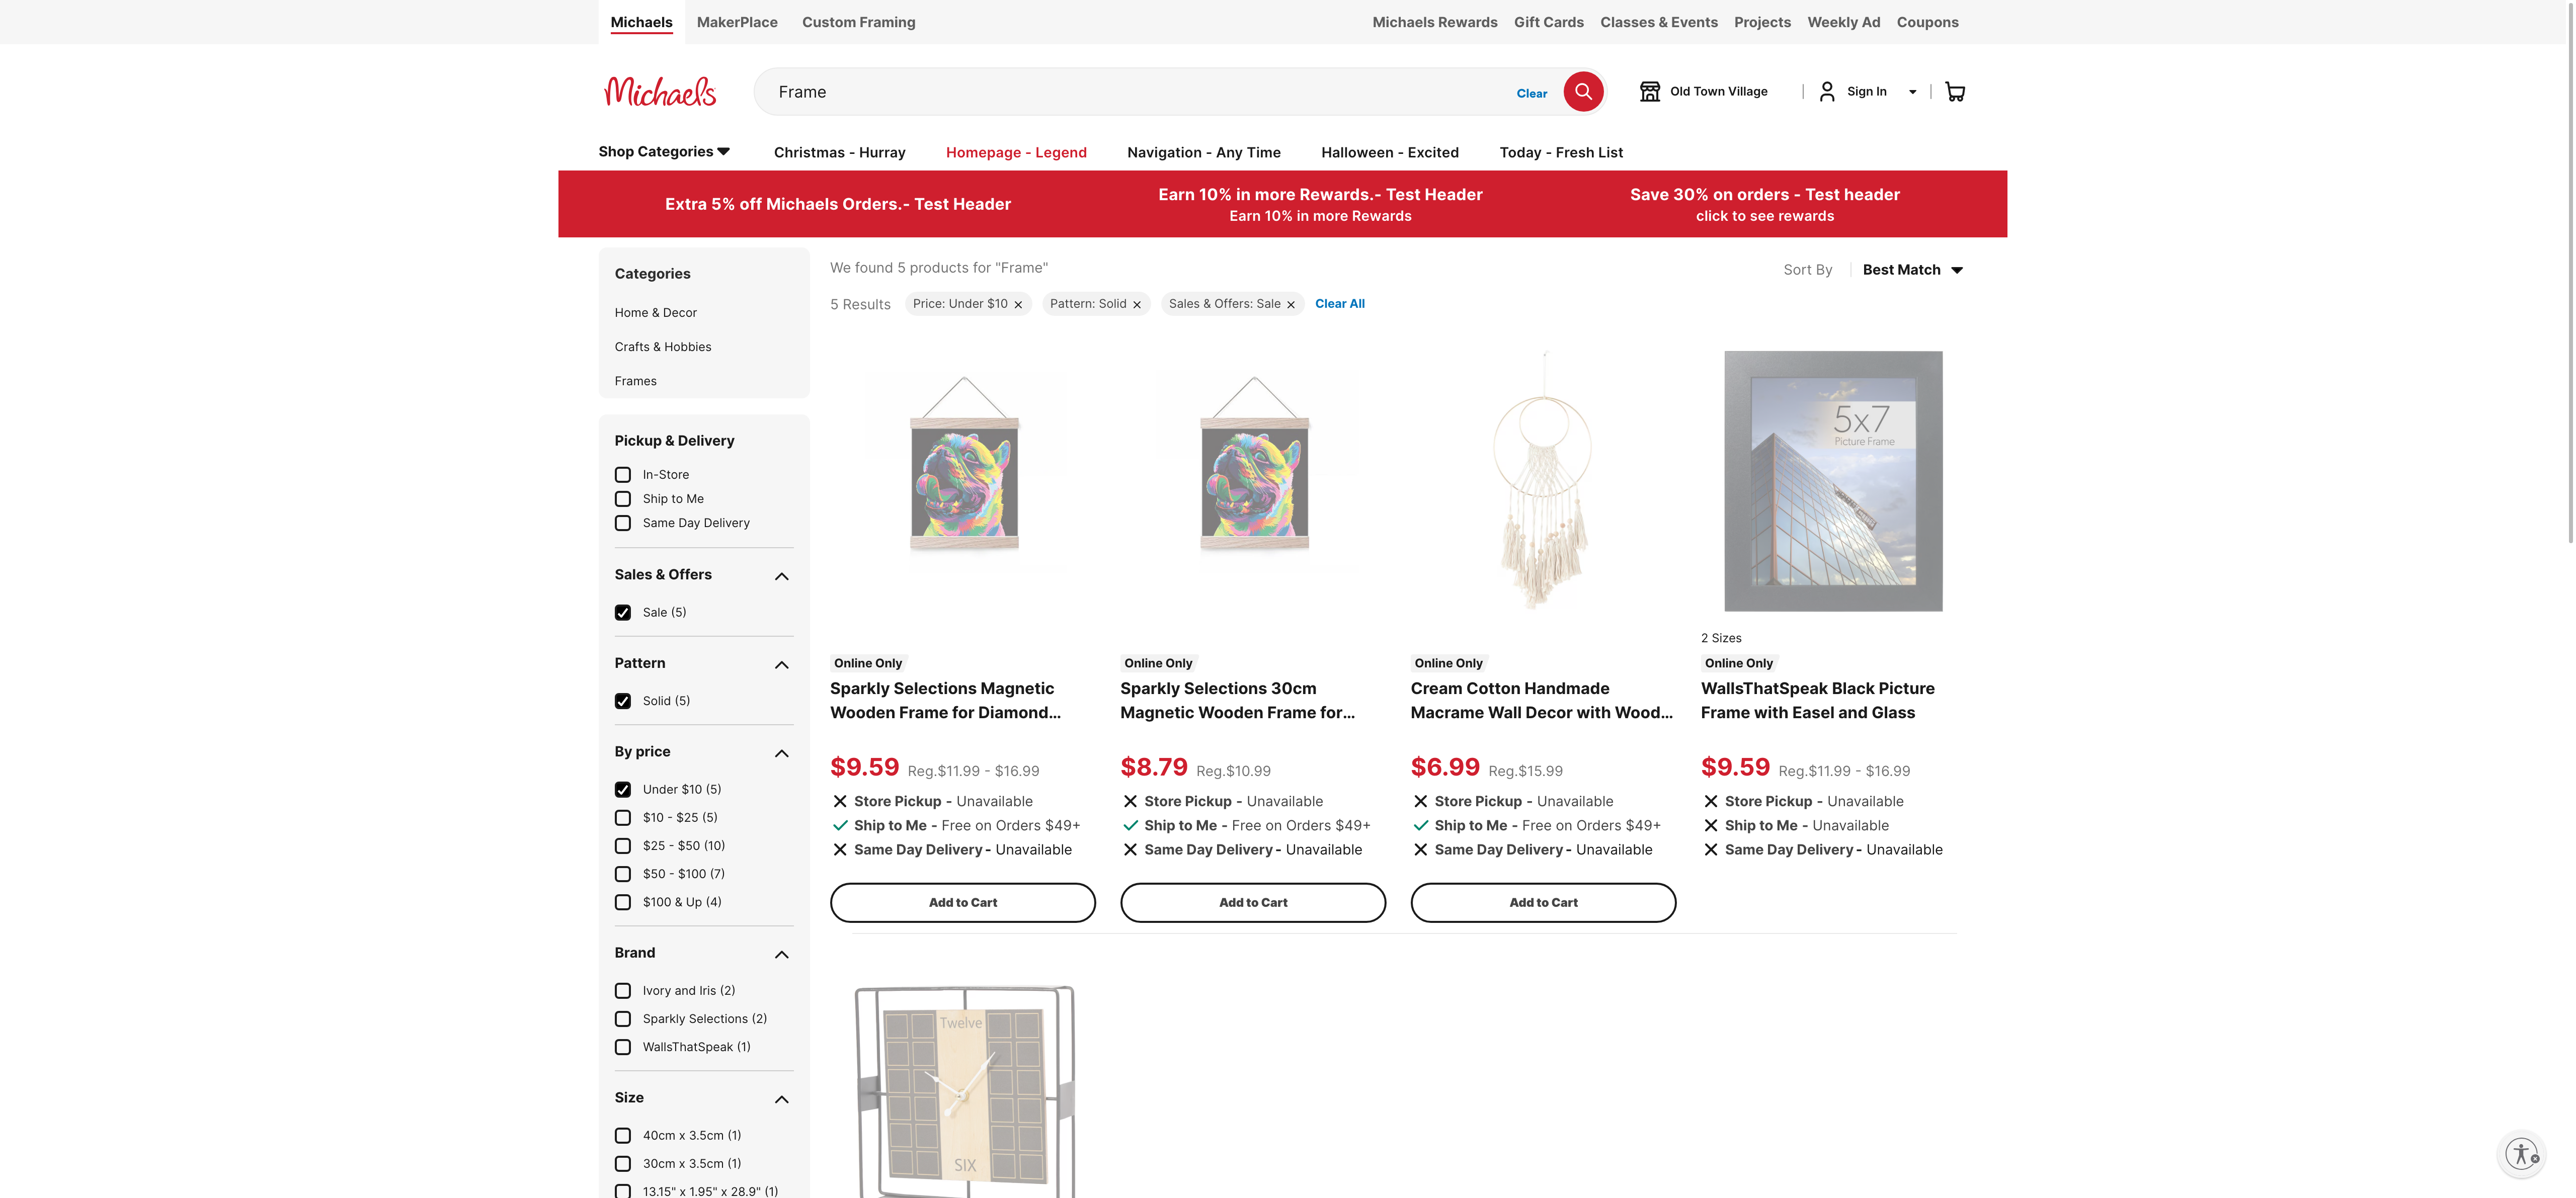 Michaels MakerPlace Custom Framing Michaels Rewards Gift Cards Classes & Events Projects Weekly Ad Coupons
Michaels Frame Clear Old Town Village | Sign In |
Shop Categories Christmas - Hurray Homepage - Legend Navigation - Any Time Halloween - Excited Today - Fresh List
Extra 5% off Michaels Orders.- Test Header
Earn 10% in more Rewards.- Test Header
Earn 10% in more Rewards
Save 30% on orders - Test header
click to see rewards
Categories
Home & Decor
Crafts & Hobbies
Frames
Pickup & Delivery
In-Store
Ship to Me
Same Day Delivery
Sales & Offers
Sale (5)
Pattern
Solid (5)
By price
Under $10 (5)
$10 - $25 (5)
$25 - $50 (10)
$50 - $100 (7)
$100 & Up (4)
Brand
Ivory and Iris (2)
Sparkly Selections (2)
WallsThatSpeak (1)
Size
40cm x 3.5cm (1)
30cm x 3.5cm (1)
13.15" x 1.95" x 28.9" (1)
We found 5 products for "Frame"
Sort By Best Match
5 Results Price: Under $10 Pattern: Solid Sales & Offers: Sale Clear All
Online Only
Sparkly Selections Magnetic
Wooden Frame for Diamond...
$9.59 Reg.$11.99 - $16.99
Store Pickup - Unavailable
Ship to Me - Free on Orders $49+
Same Day Delivery - Unavailable
Add to Cart
Online Only
Sparkly Selections 30cm
Magnetic Wooden Frame for...
$8.79 Reg.$10.99
Store Pickup - Unavailable
Ship to Me - Free on Orders $49+
Same Day Delivery - Unavailable
Add to Cart
Online Only
Cream Cotton Handmade
Macrame Wall Decor with Wood...
$6.99 Reg.$15.99
Store Pickup - Unavailable
Ship to Me - Free on Orders $49+
Same Day Delivery - Unavailable
Add to Cart
5x7
Picture Frame
2 Sizes
Online Only
WallsThatSpeak Black Picture
Frame with Easel and Glass
$9.59 Reg.$11.99 - $16.99
Store Pickup - Unavailable
Ship to Me - Unavailable
Same Day Delivery - Unavailable
Twelve
SIX